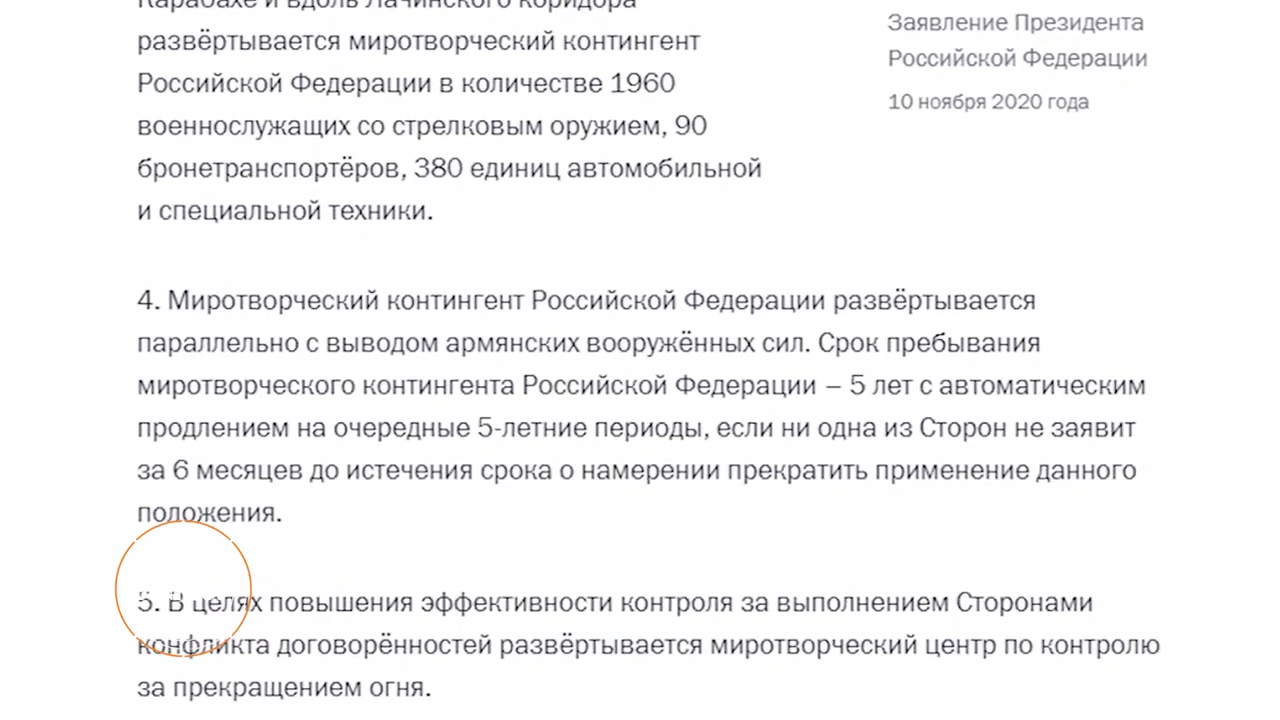 Карабахе и вдоль Лачинского коридора
развёртывается миротворческий контингент
Российской Федерации в количестве 1960
военнослужащих со стрелковым оружием, 90
бронетранспортёров, 380 единиц автомобильной
и специальной техники.
Заявление Президента
Российской Федерации
10 ноября 2020 года
4. Миротворческий контингент Российской Федерации развёртывается
параллельно с выводом армянских вооружённых сил. Срок пребывания
миротворческого контингента Российской Федерации – 5 лет с автоматическим
продлением на очередные 5-летние периоды, если ни одна из Сторон не заявит
за 6 месяцев до истечения срока о намерении прекратить применение данного
положения.
5. В целях повышения эффективности контроля за выполнением Сторонами
конфликта договорённостей развёртывается миротворческий центр по контролю
за прекращением огня.